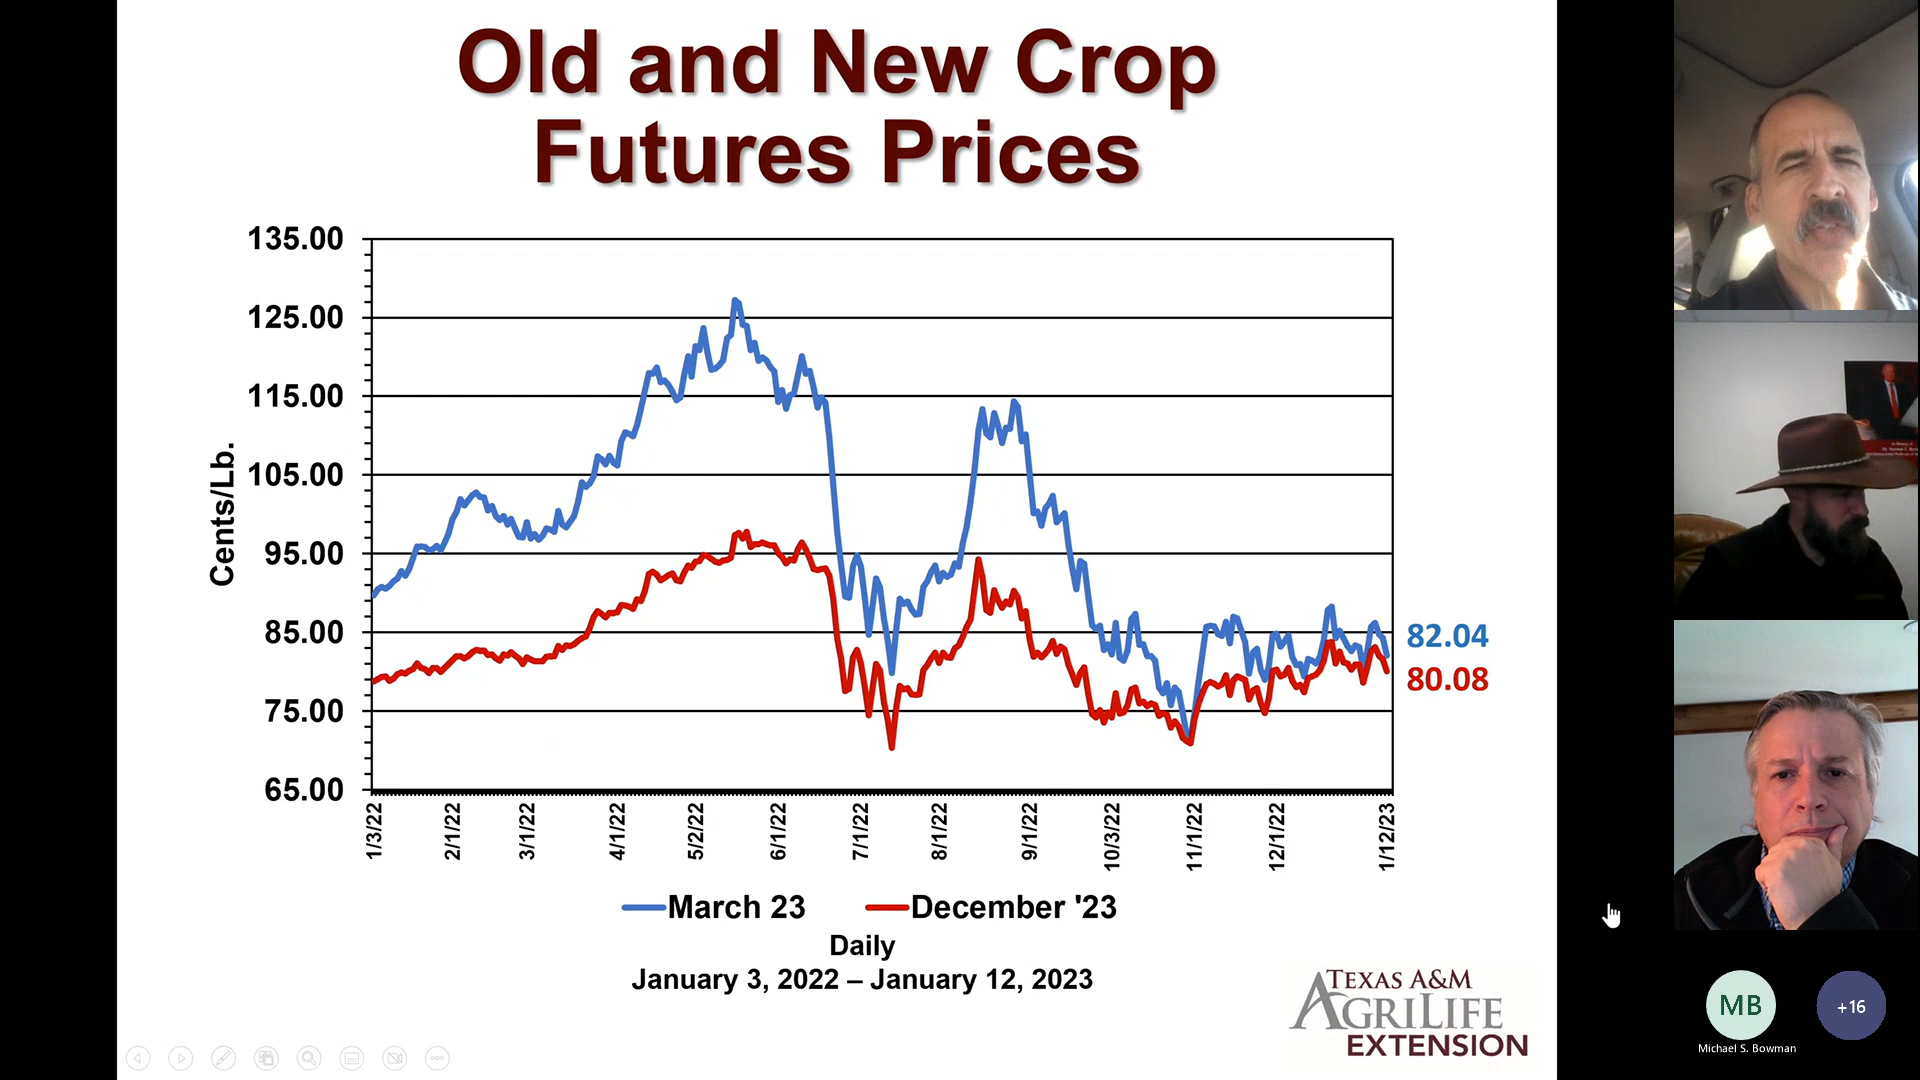 Old and New Crop
Futures Prices
135.00
125.00
115.00
105.00
95.00
85.00
75.00
65.00
Cents/Lb.
82.04
80.08
1/3/22
2/1/22
3/1/22
4/1/22
5/2/22
6/1/22
7/1/22
8/1/22
9/1/22
10/3/22
11/1/22
12/1/22
1/12/23
March 23
December '23
Daily
January 3, 2022 – January 12, 2023
TEXAS A&M
AGRILIFE
EXTENSION
MB
+16
Michael S. Bowman